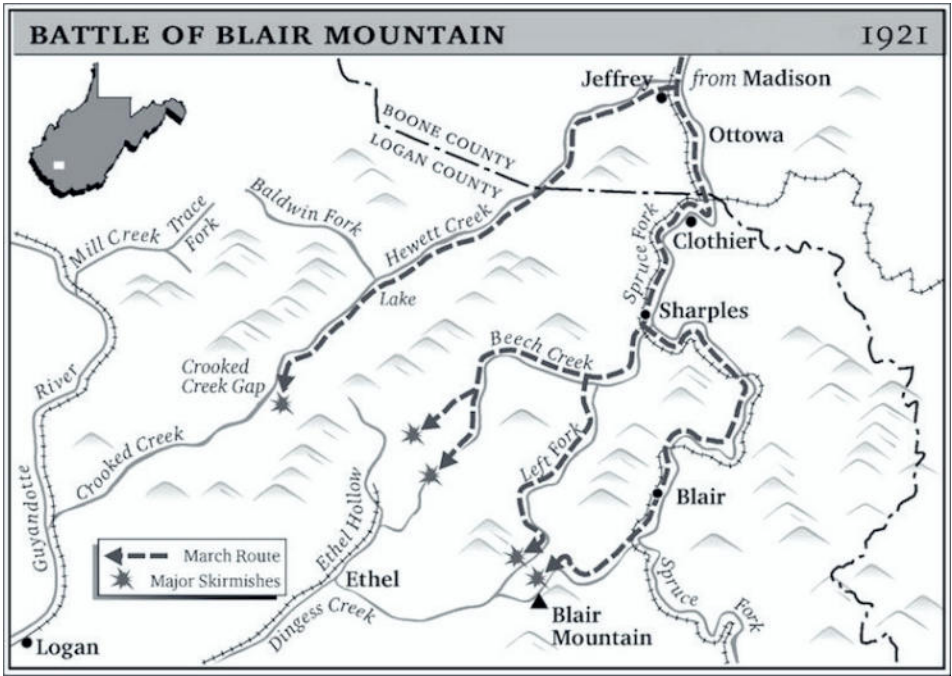 BATTLE OF BLAIR MOUNTAIN
1921
Jeffrey
from Madison
Ottowa
BOONE COUNTY
LOGAN COUNTY
Baldwin Fork
Trace
Fork
Mill Creek
Hewett Creek
Spruce Fork
Clothier
Lake
Sharples
Beech Creek
Crooked
Creek Gap
River
Crooked Creek
Left Fork
Guyandotte
Ethel Hollow
Blair
March Route
Major Skirmishes
Ethel
Dingess Creek
Spruce
Fork
Blair
Mountain
Logan